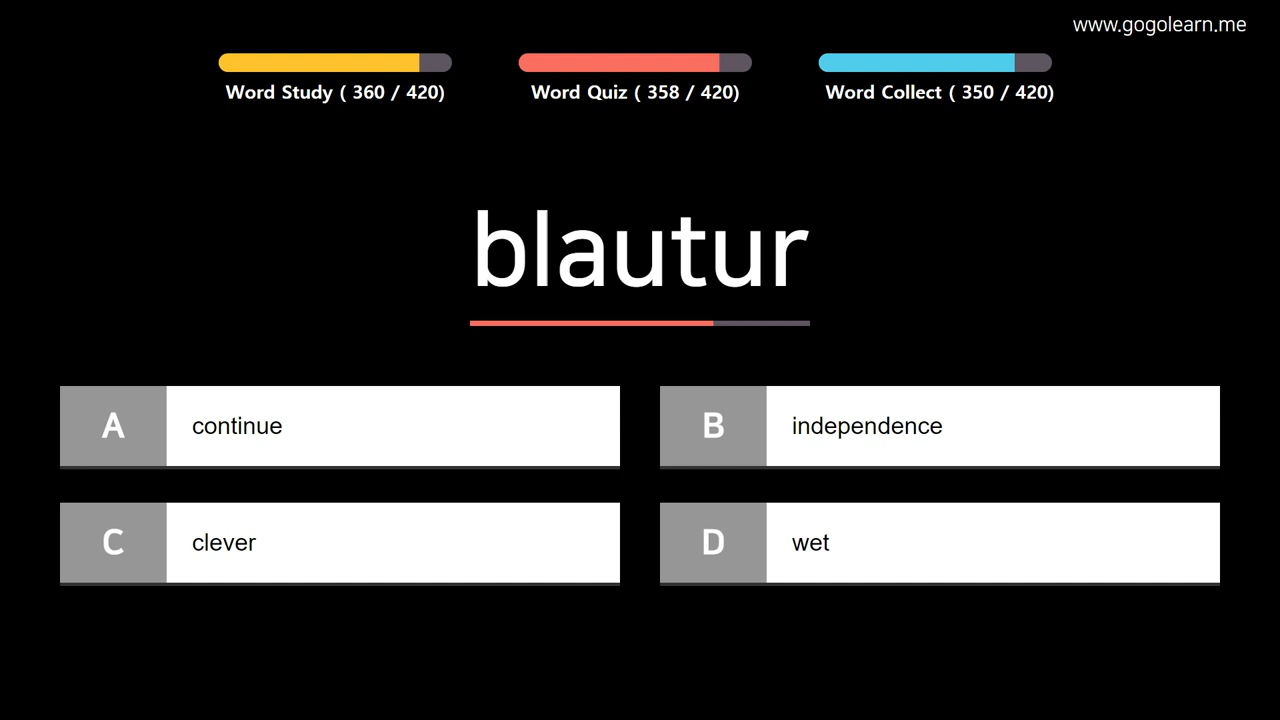 www.gogolearn.me
Word Study ( 360 / 420)
Word Quiz ( 358 / 420)
Word Collect ( 350 / 420)
blautur
A continue
B independence
C clever
D wet